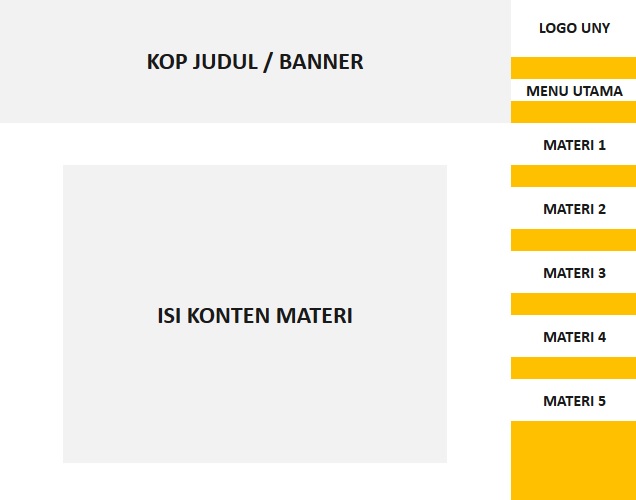 KOP JUDUL / BANNER
ISI KONTEN MATERI
LOGO UNY
MENU UTAMA
MATERI 1
MATERI 2
MATERI 3
MATERI 4
MATERI 5